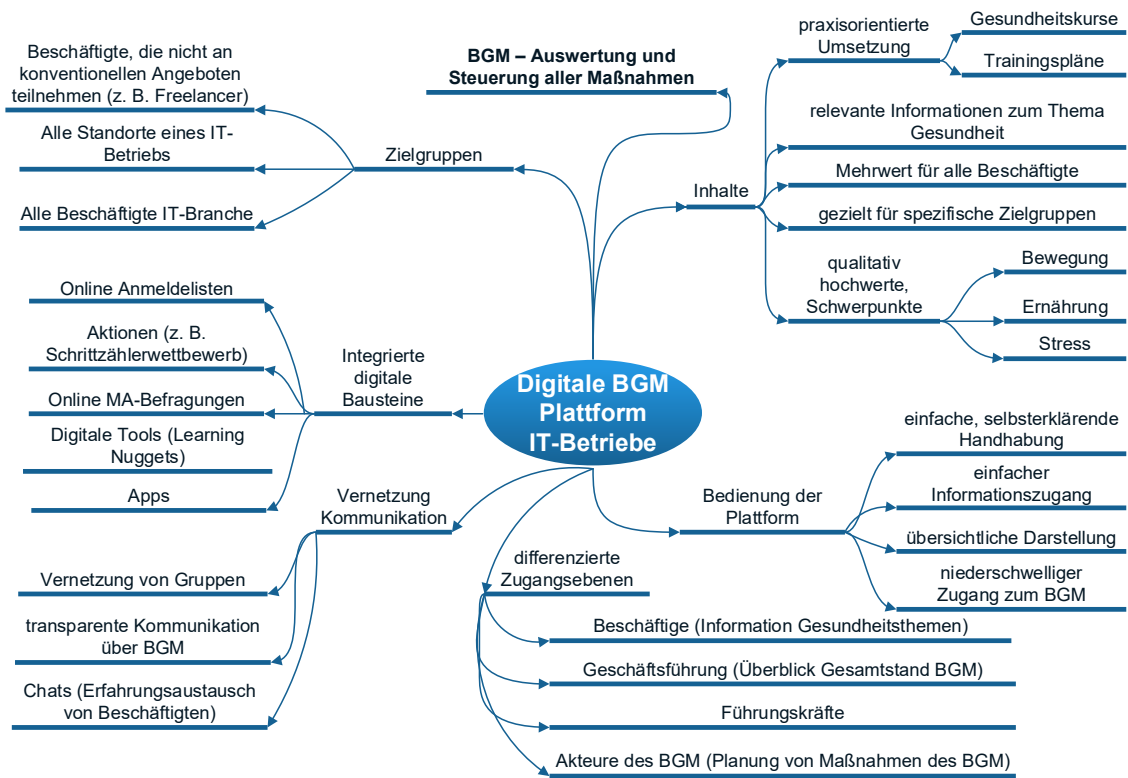 Digitale BGM
Plattform
IT-Betriebe
BGM – Auswertung und
Steuerung aller Maßnahmen
Inhalte
praxisorientierte
Umsetzung
Gesundheitskurse
Trainingspläne
relevante Informationen zum Thema
Gesundheit
Mehrwert für alle Beschäftigte
gezielt für spezifische Zielgruppen
qualitativ
hochwerte,
Schwerpunkte
Bewegung
Ernährung
Stress
Bedienung der
Plattform
einfache, selbsterklärende
Handhabung
einfacher
Informationszugang
übersichtliche Darstellung
niederschwelliger
Zugang zum BGM
differenzierte
Zugangsebenen
Beschäftige (Information Gesundheitsthemen)
Geschäftsführung (Überblick Gesamtstand BGM)
Führungskräfte
Akteure des BGM (Planung von Maßnahmen des BGM)
Vernetzung
Kommunikation
Vernetzung von Gruppen
transparente Kommunikation
über BGM
Chats (Erfahrungsaustausch
von Beschäftigten)
Integrierte
digitale
Bausteine
Online Anmeldelisten
Aktionen (z. B.
Schrittzählerwettbewerb)
Online MA-Befragungen
Digitale Tools (Learning
Nuggets)
Apps
Zielgruppen
Beschäftigte, die nicht an
konventionellen Angeboten
teilnehmen (z. B. Freelancer)
Alle Standorte eines IT-
Betriebs
Alle Beschäftigte IT-Branche